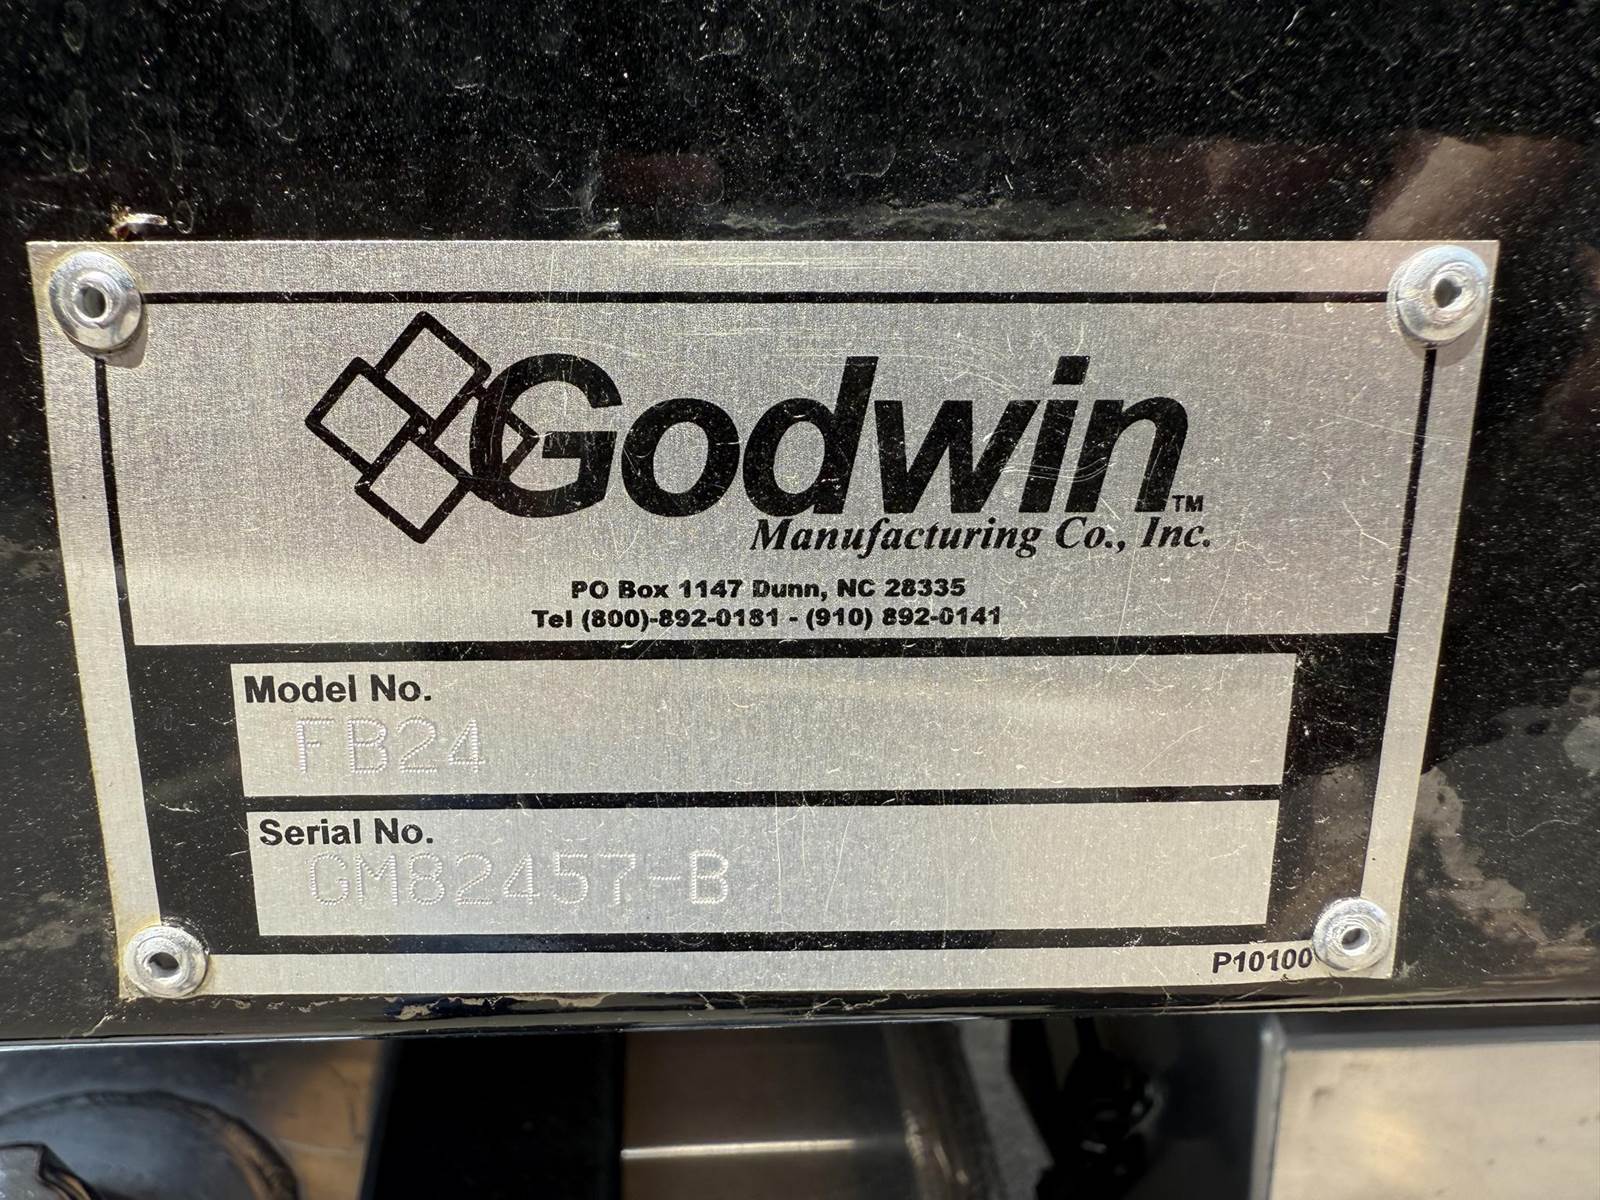 Godwin™
Manufacturing Co., Inc.
PO Box 1147 Dunn, NC 28335
Tel (800)-892-0181 - (910) 892-0141
Model No.
FB24
Serial No.
GM82457-B
P10100